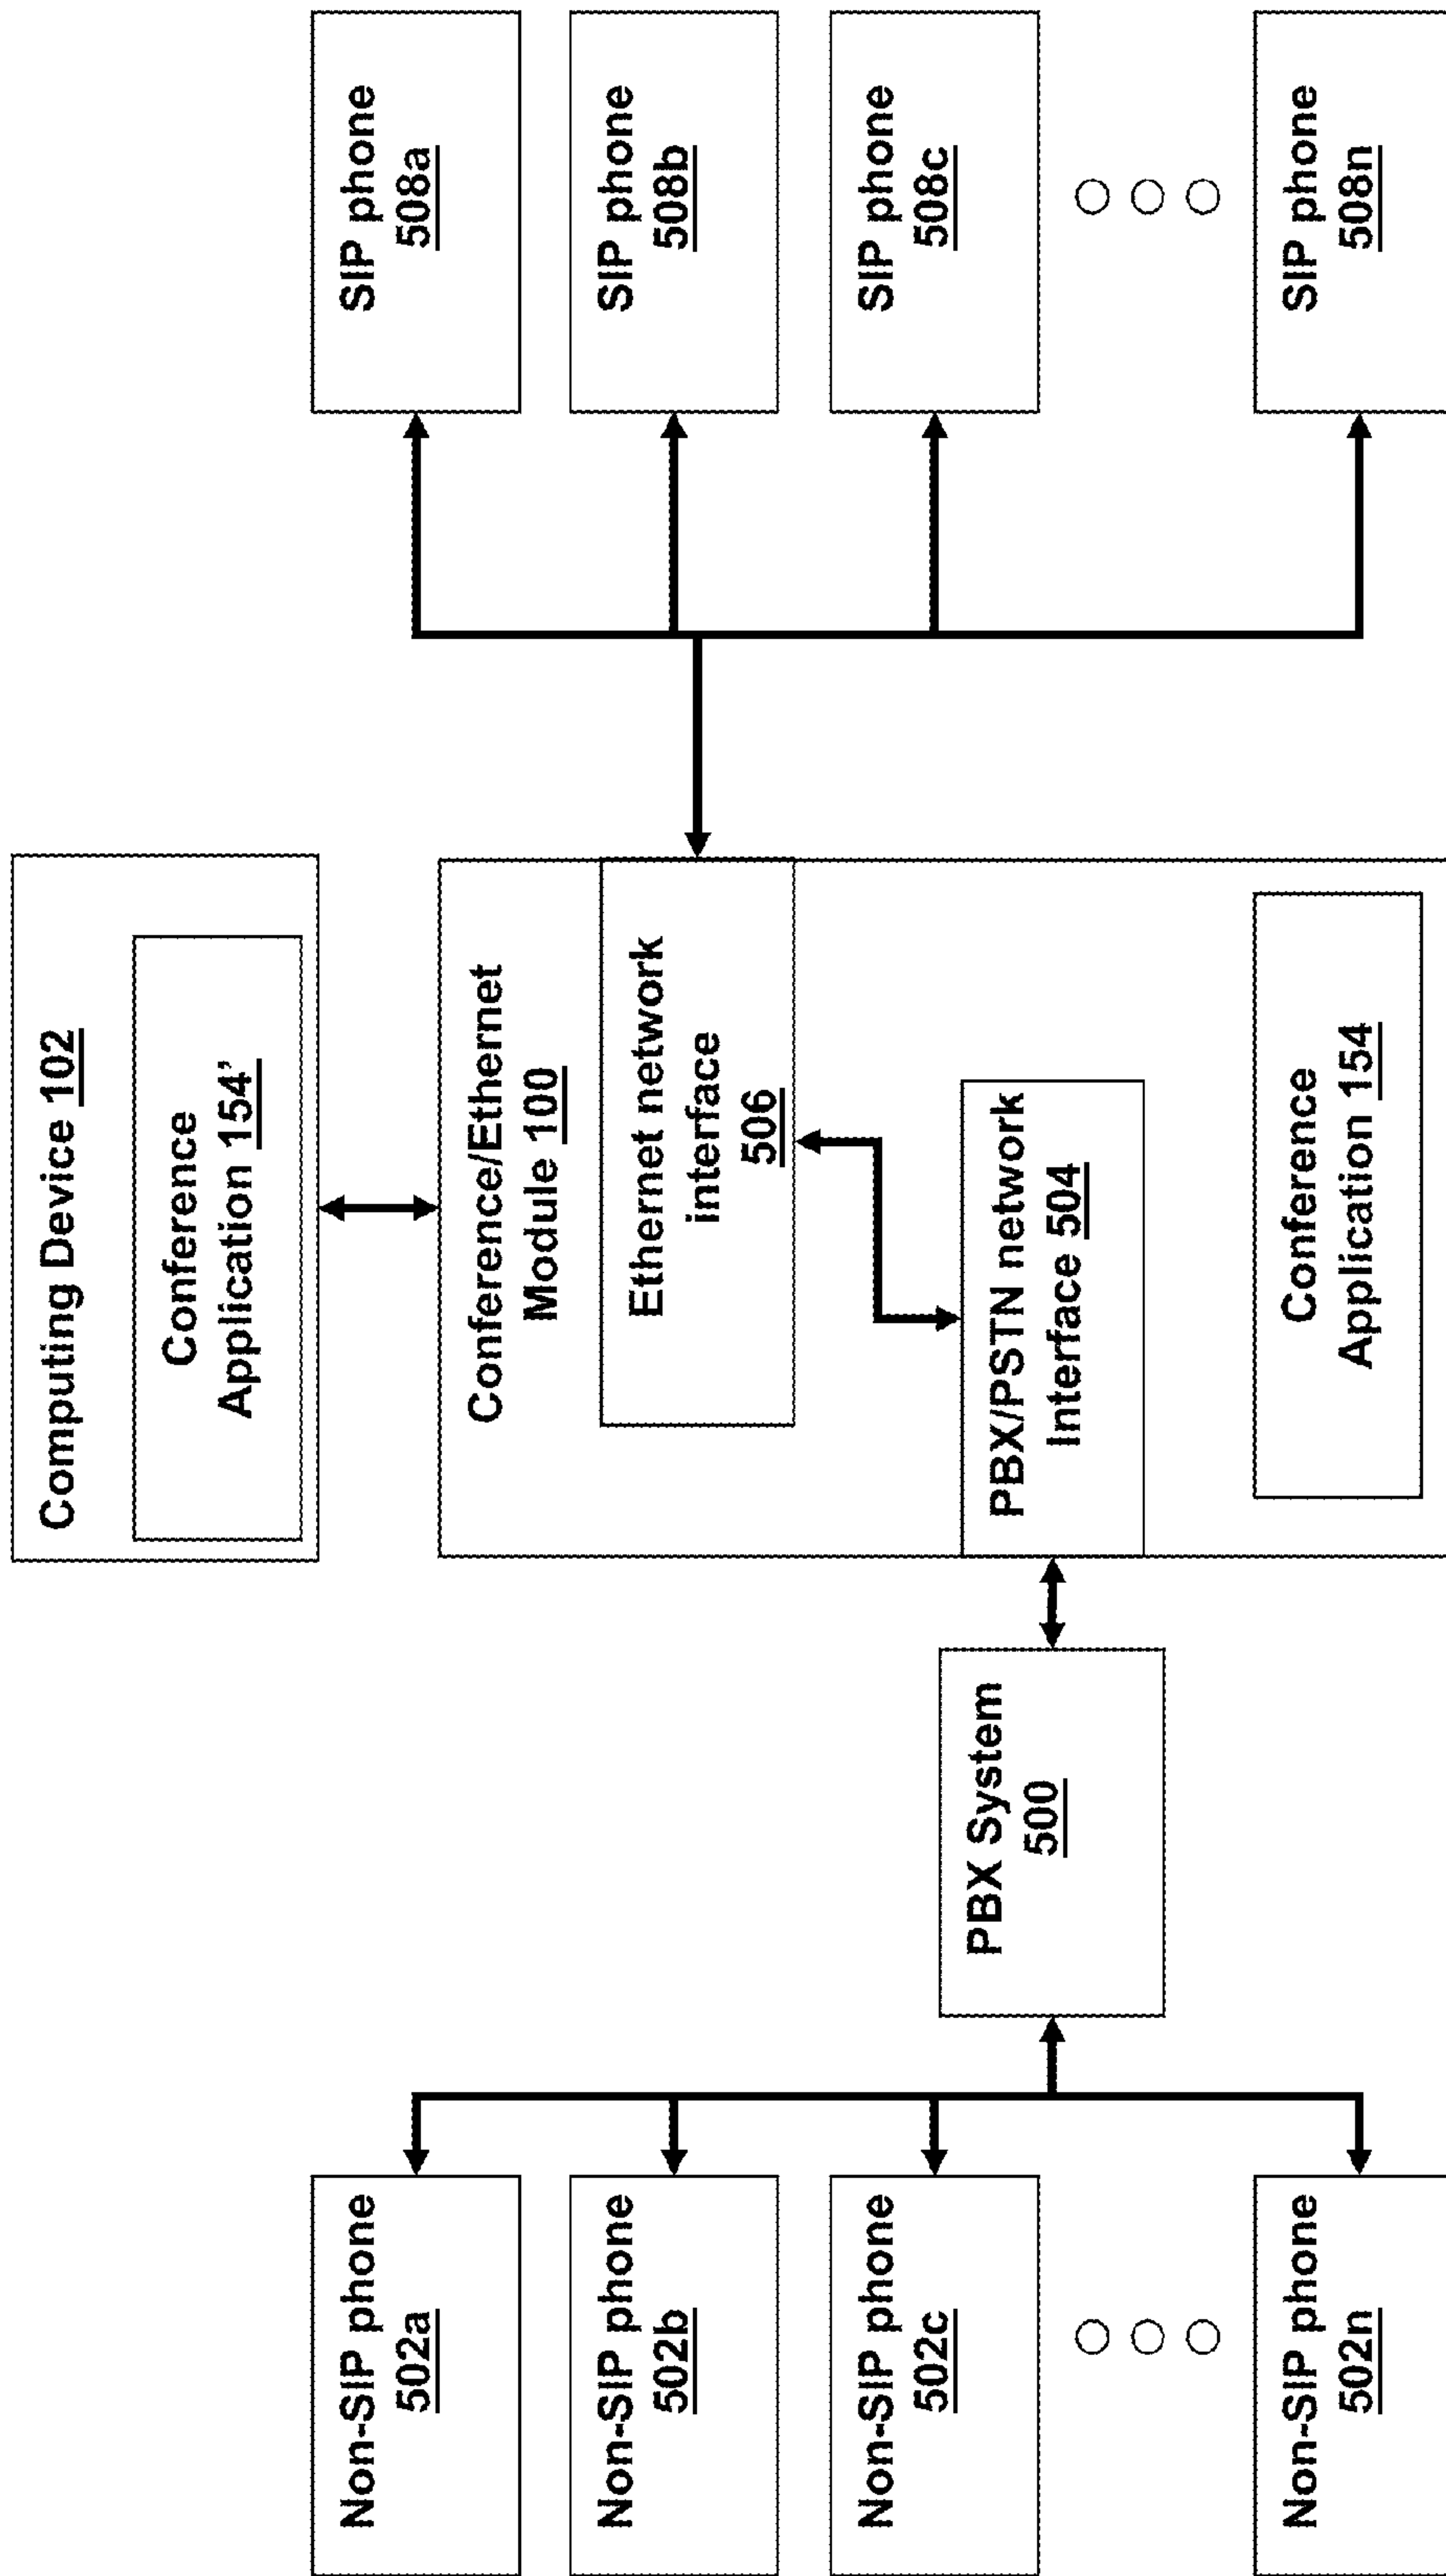 Computing Device 102
Conference
Application 154’
Non-SIP phone
502a
Non-SIP phone
502b
Non-SIP phone
502c
Non-SIP phone
502n
PBX System
500
Conference/Ethernet
Module 100
Ethernet network
interface
506
PBX/PSTN network
Interface 504
Conference
Application 154
SIP phone
508a
SIP phone
508b
SIP phone
508c
SIP phone
508n